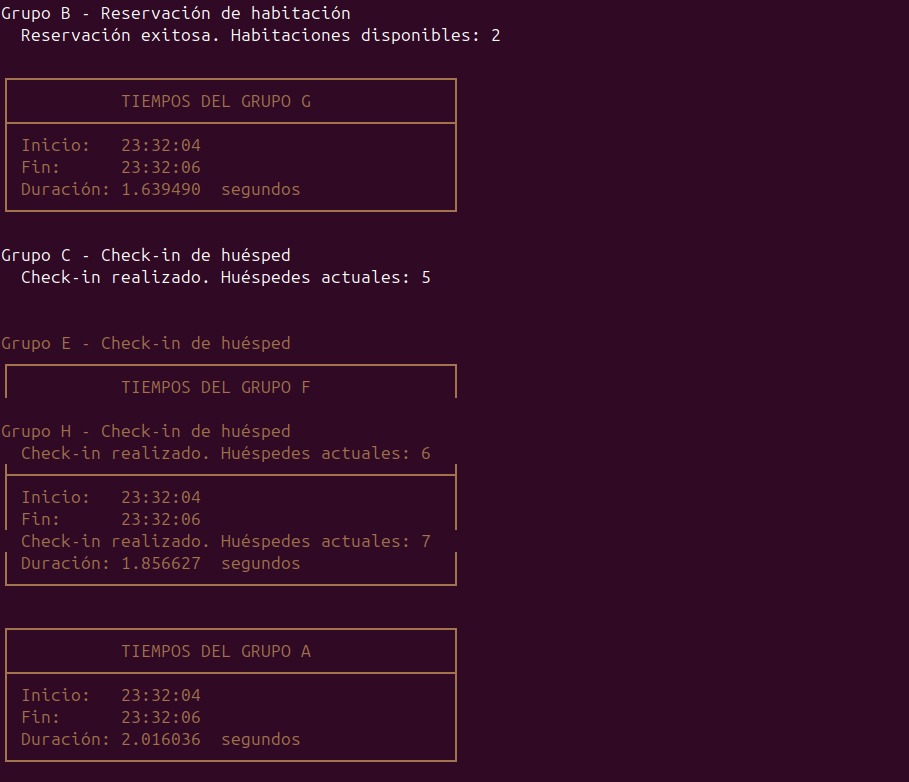 Grupo B - Reservación de habitación
Reservación exitosa. Habitaciones disponibles: 2
TIEMPOS DEL GRUPO G
Inicio: 23:32:04
Fin: 23:32:06
Duración: 1.639490 segundos
Grupo C - Check-in de huésped
Check-in realizado. Huéspedes actuales: 5
Grupo E - Check-in de huésped
TIEMPOS DEL GRUPO F
Grupo H - Check-in de huésped
Check-in realizado. Huéspedes actuales: 6
Inicio: 23:32:04
Fin: 23:32:06
Check-in realizado. Huéspedes actuales: 7
Duración: 1.856627 segundos
TIEMPOS DEL GRUPO A
Inicio: 23:32:04
Fin: 23:32:06
Duración: 2.016036 segundos